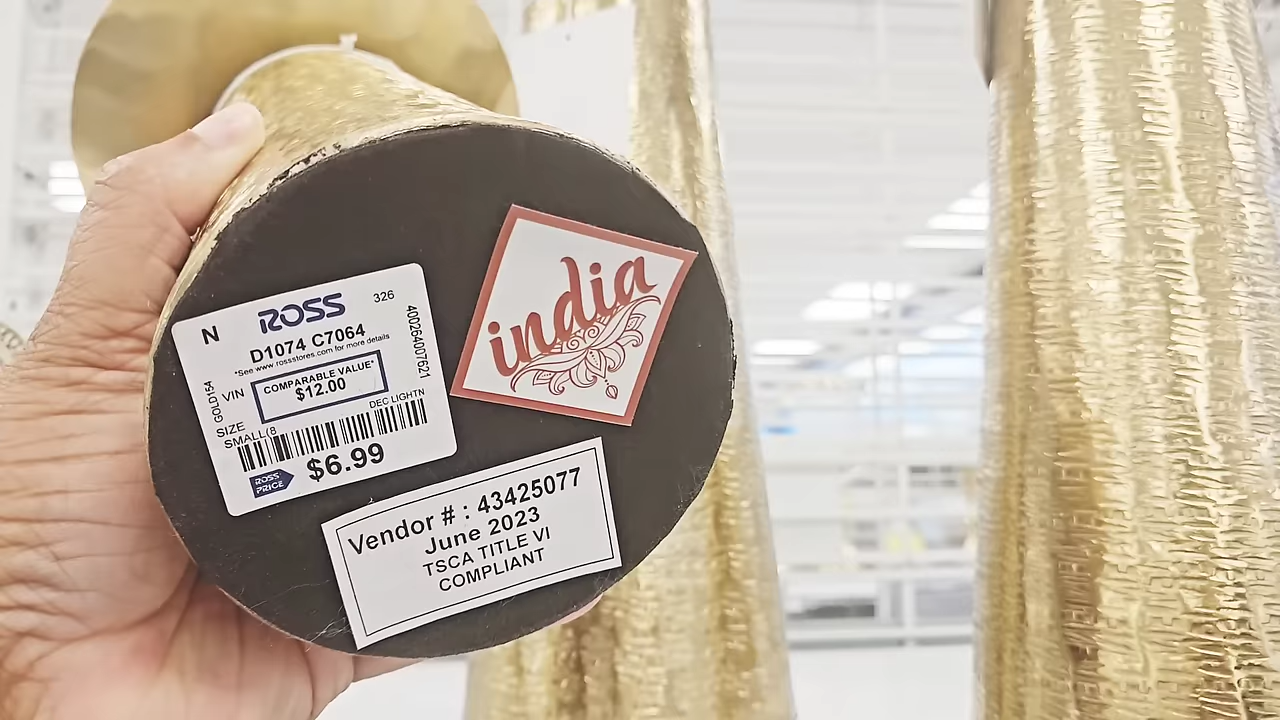 N ROSS 326
D1074 C7064
*See www.rossstores.com for more details
VIN COMPARABLE VALUE*
$12.00
GOLD154
400264007621
DEC LIGHTN
SIZE
SMALL(8
ROSS PRICE $6.99
india
Vendor # : 43425077
June 2023
TSCA TITLE VI
COMPLIANT